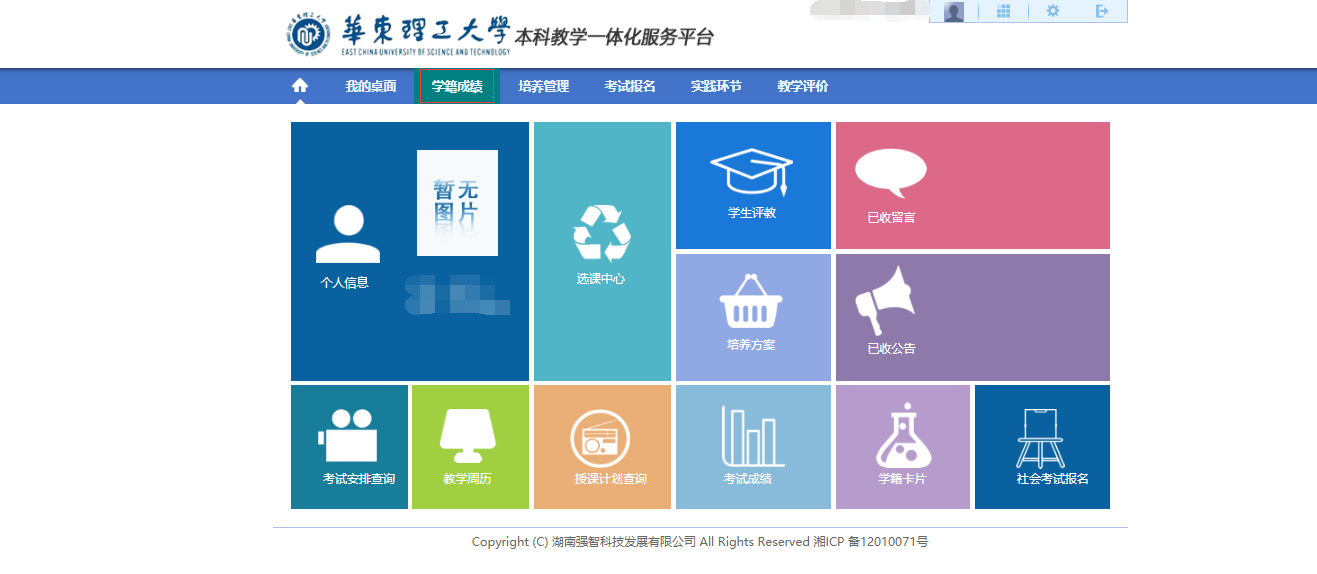 華東理工大學
EAST CHINA UNIVERSITY OF SCIENCE AND TECHNOLOGY
本科教学一体化服务平台
我的桌面 学籍成绩 培养管理 考试报名 实践环节 教学评价
暂无
图片
个人信息
选课中心
学生评教
已收留言
培养方案
已收公告
考试安排查询
教学周历
授课计划查询
考试成绩
学籍卡片
社会考试报名
Copyright (C) 湖南强智科技发展有限公司 All Rights Reserved 湘ICP 备12010071号